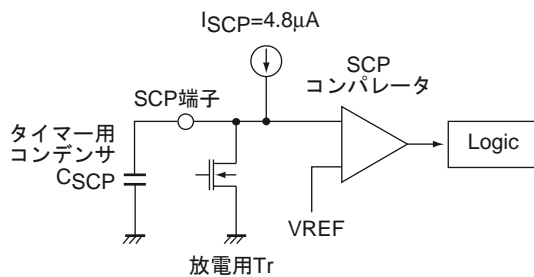 ISCP=4.8μA
SCP
コンパレータ
SCP端子
タイマー用
コンデンサ
CSCP
Logic
VREF
放電用Tr